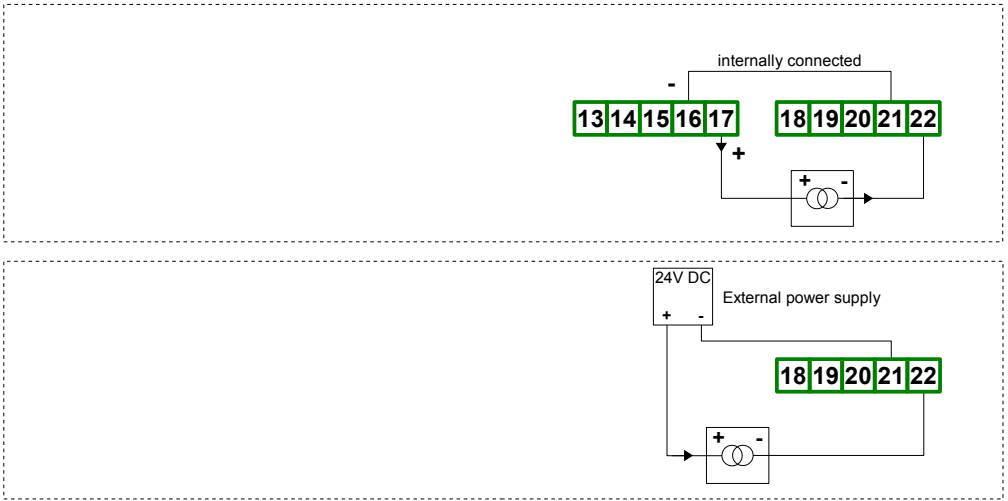 internally connected
-
13 14 15 16 17 18 19 20 21 22
+
+ -
24V DC
External power supply
+ -
18 19 20 21 22
+ -